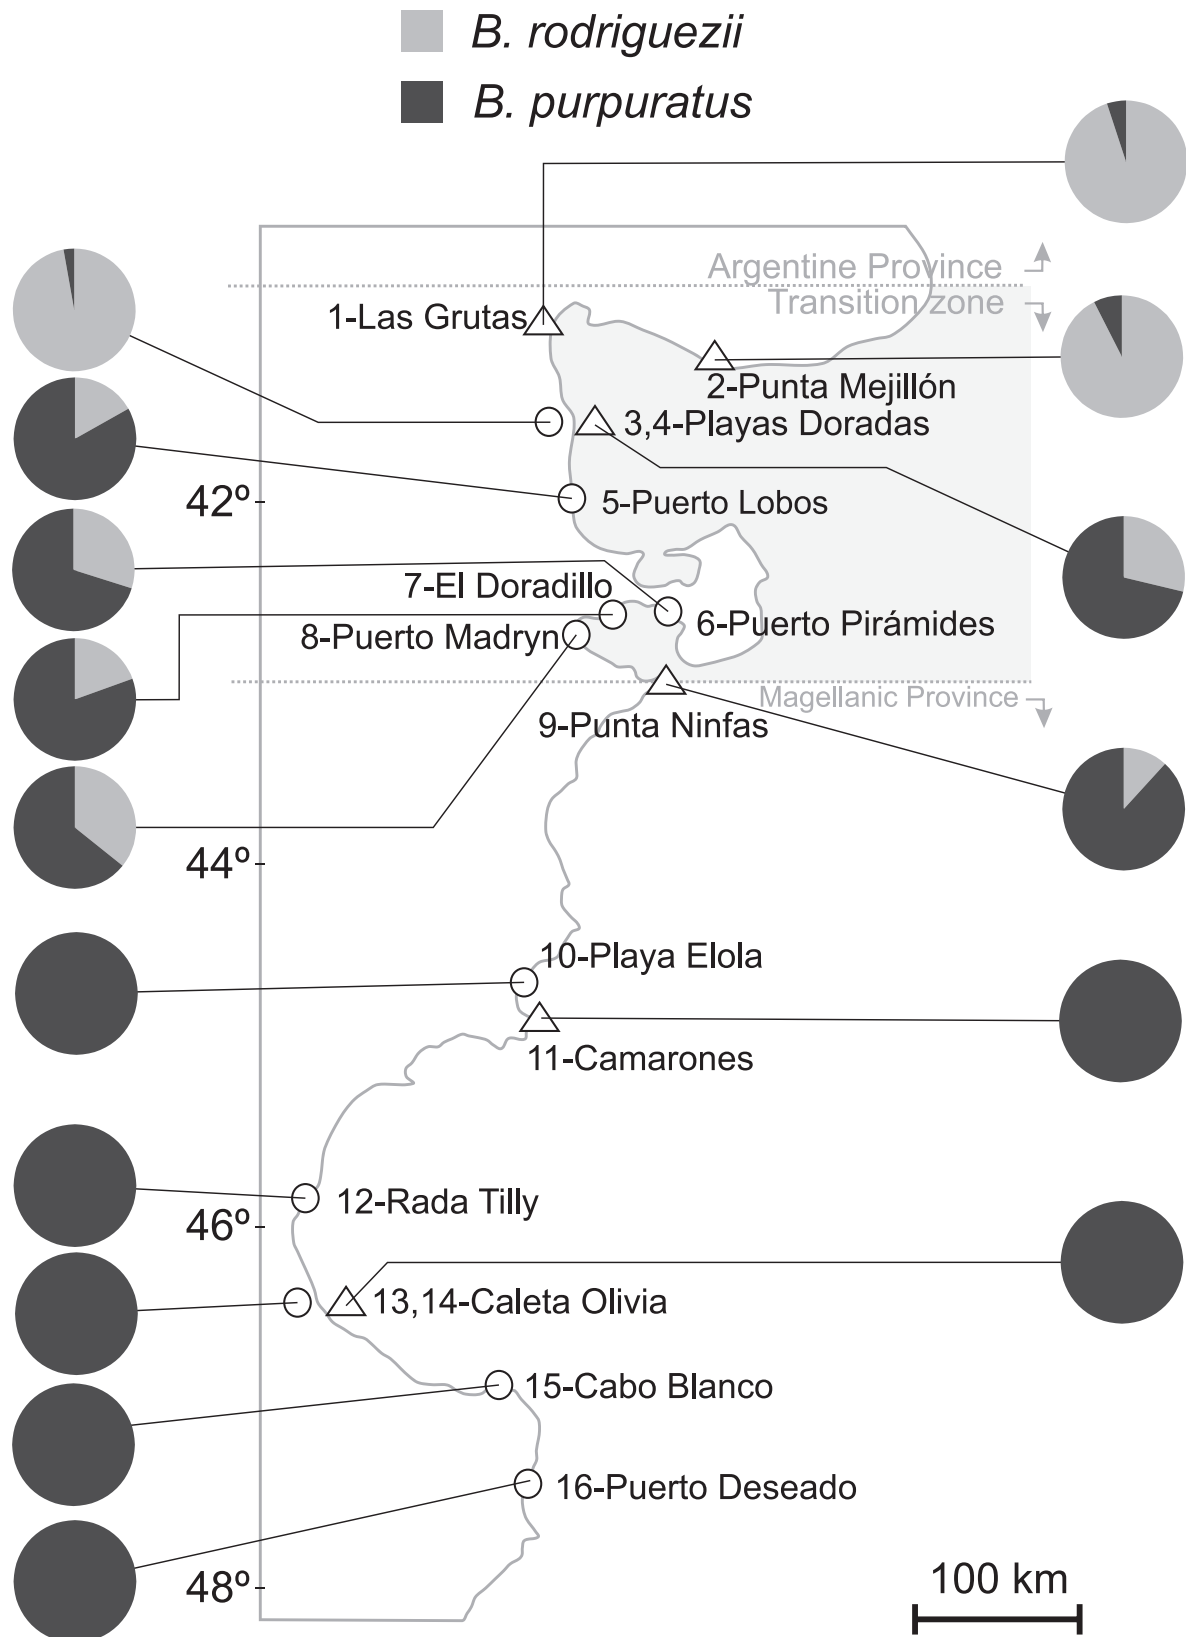 B. rodriguezii
B. purpuratus
Argentine Province
Transition zone
1-Las Grutas
2-Punta Mejillón
3,4-Playas Doradas
42º
5-Puerto Lobos
7-El Doradillo
6-Puerto Pirámides
8-Puerto Madryn
Magellanic Province
9-Punta Ninfas
44º
10-Playa Elola
11-Camarones
12-Rada Tilly
46º
13,14-Caleta Olivia
15-Cabo Blanco
16-Puerto Deseado
48º
100 km